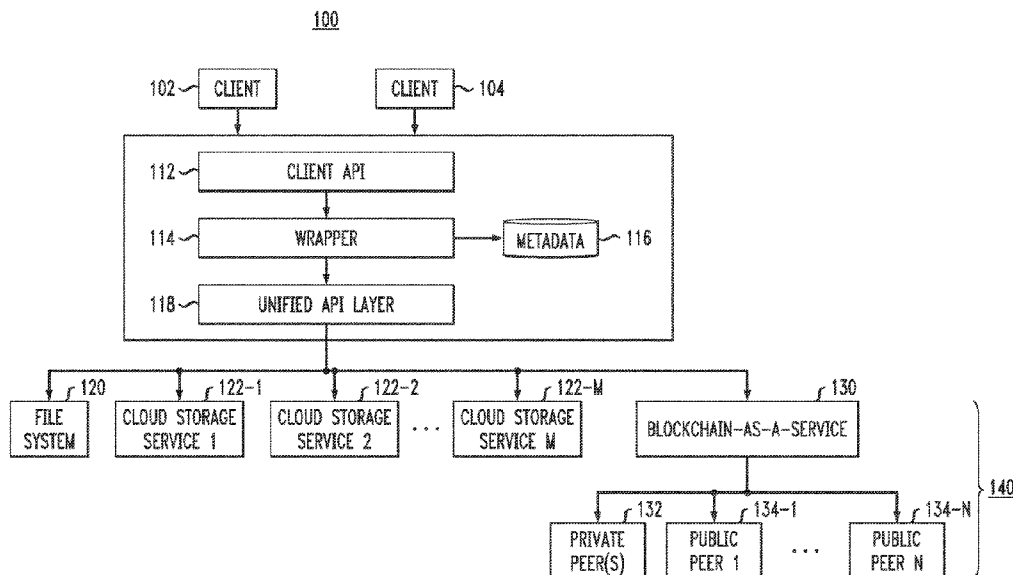 100
102 CLIENT
CLIENT 104
112 CLIENT API
114 WRAPPER
METADATA 116
118 UNIFIED API LAYER
120
122-1
122-2
122-M
130
FILE
SYSTEM
CLOUD STORAGE
SERVICE 1
CLOUD STORAGE
SERVICE 2
...
CLOUD STORAGE
SERVICE M
BLOCKCHAIN-AS-A-SERVICE
140
132
134-1
134-N
PRIVATE
PEER(S)
PUBLIC
PEER 1
...
PUBLIC
PEER N